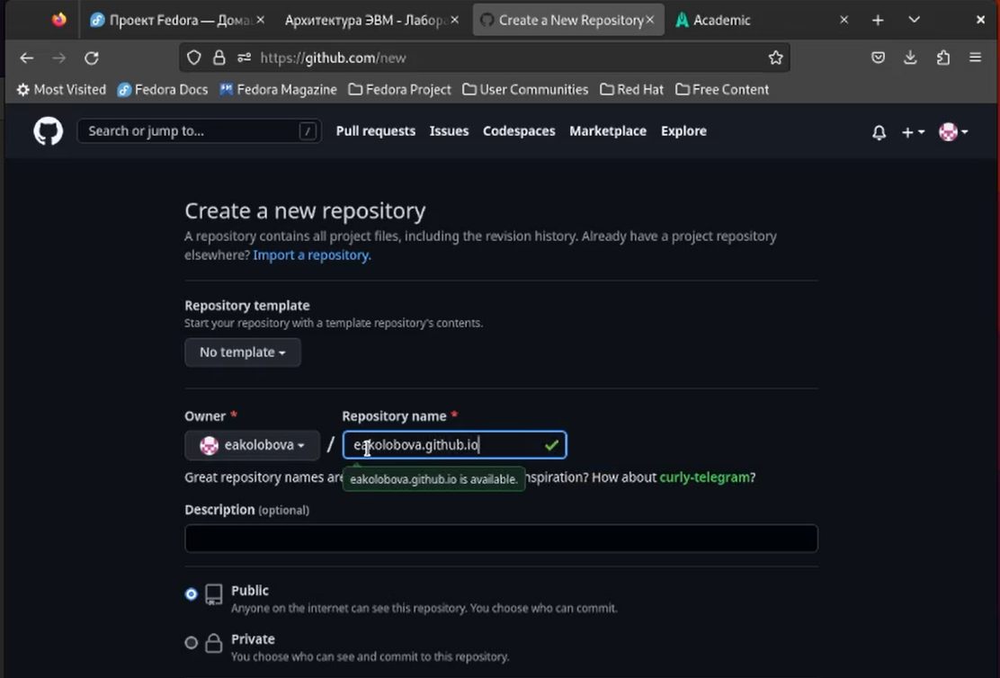 Проект Fedora — Дома
Архитектура ЭВМ - Лабор
Create a New Repository
Academic
https://github.com/new
Most Visited Fedora Docs Fedora Magazine Fedora Project User Communities Red Hat Free Content
Search or jump to... / Pull requests Issues Codespaces Marketplace Explore
Create a new repository
A repository contains all project files, including the revision history. Already have a project repository
elsewhere? Import a repository.
Repository template
Start your repository with a template repository's contents.
No template
Owner * Repository name *
eakolobova / eakolobova.github.io
Great repository names are nspiration? How about curly-telegram?
eakolobova.github.io is available.
Description (optional)
Public
Anyone on the internet can see this repository. You choose who can commit.
Private
You choose who can see and commit to this repository.